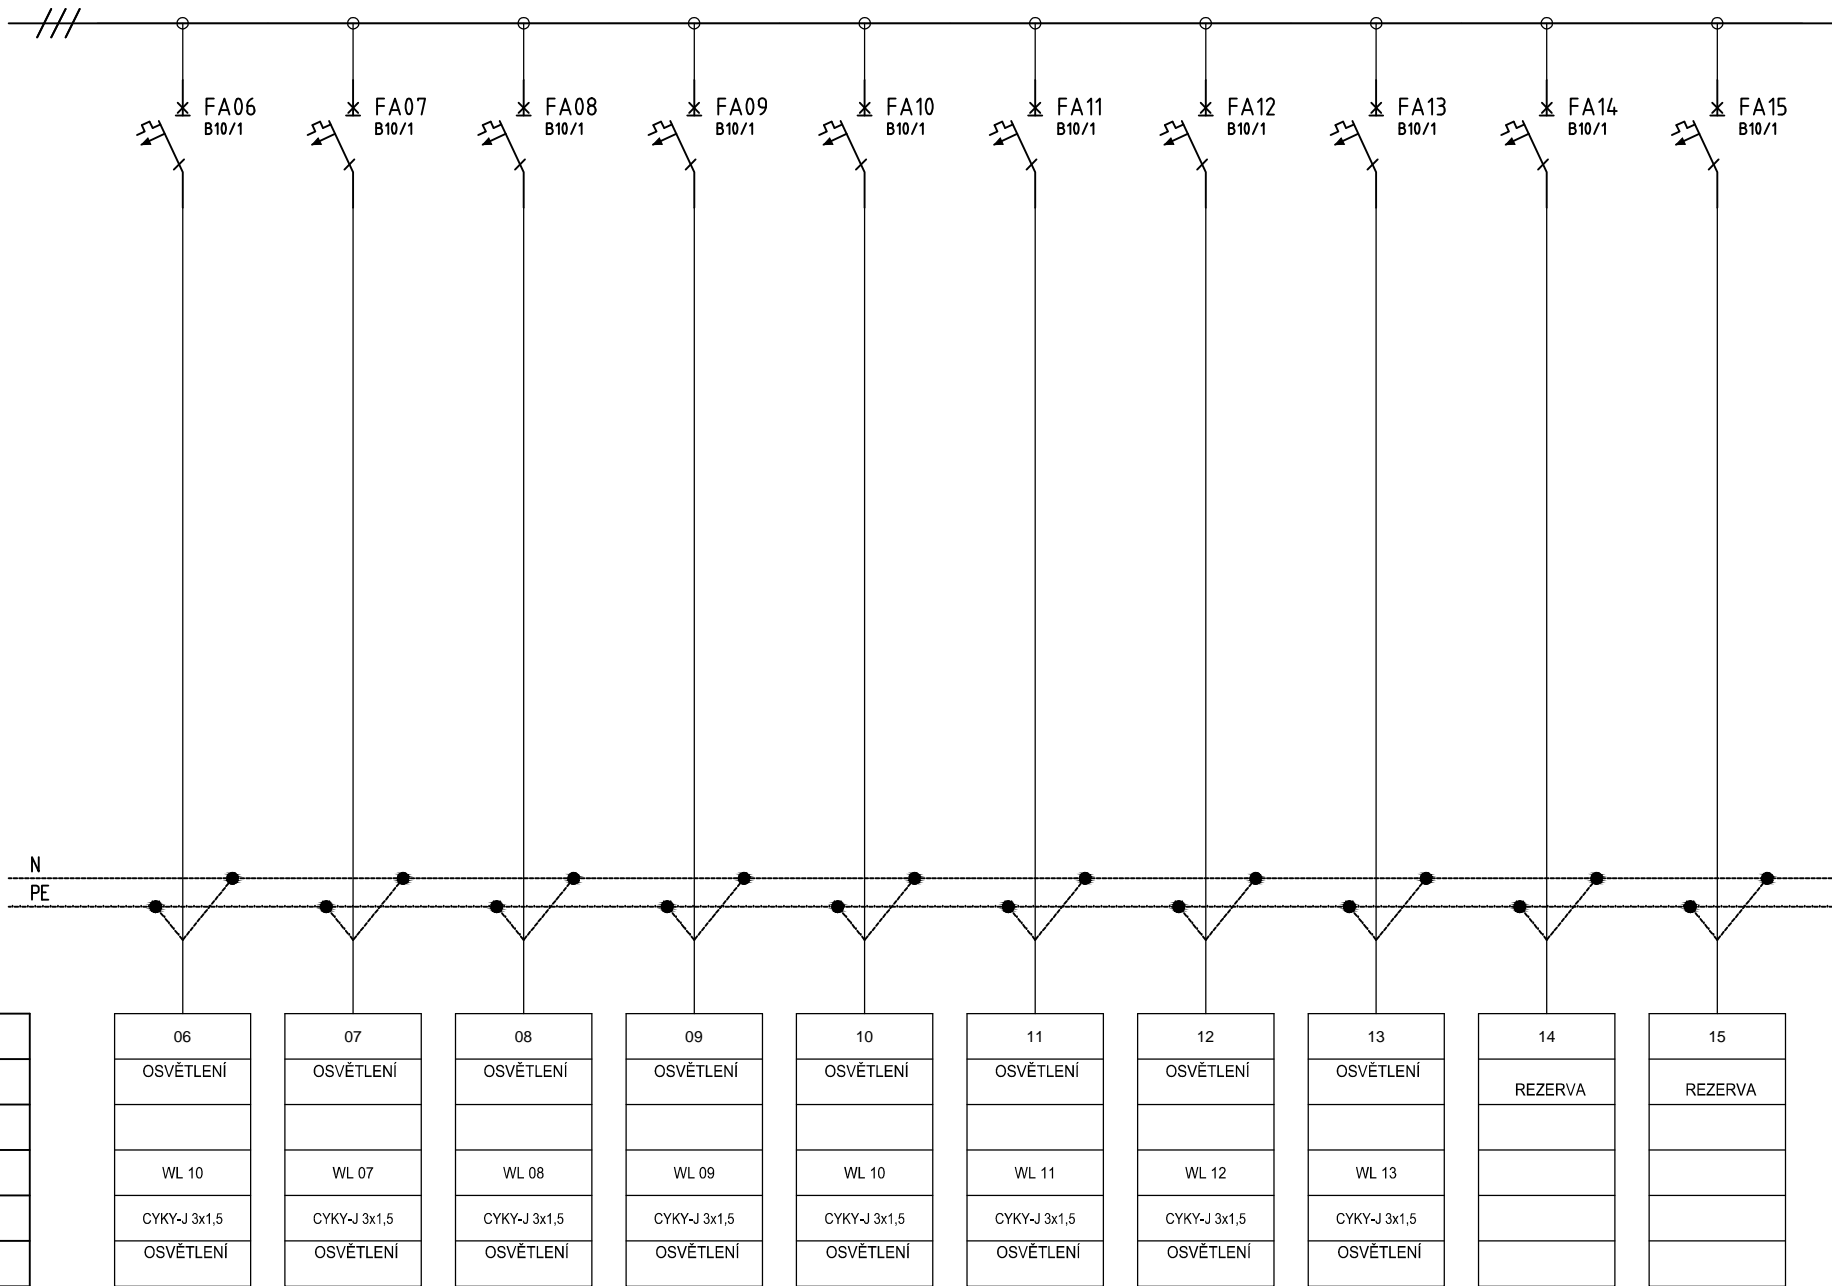 FA06 FA07 FA08 FA09 FA10 FA11 FA12 FA13 FA14 FA15
B10/1 B10/1 B10/1 B10/1 B10/1 B10/1 B10/1 B10/1 B10/1 B10/1
N
PE
06 07 08 09 10 11 12 13 14 15
OSVĚTLENÍ OSVĚTLENÍ OSVĚTLENÍ OSVĚTLENÍ OSVĚTLENÍ OSVĚTLENÍ OSVĚTLENÍ OSVĚTLENÍ
REZERVA REZERVA
WL 10 WL 07 WL 08 WL 09 WL 10 WL 11 WL 12 WL 13
CYKY-J 3x1,5 CYKY-J 3x1,5 CYKY-J 3x1,5 CYKY-J 3x1,5 CYKY-J 3x1,5 CYKY-J 3x1,5 CYKY-J 3x1,5 CYKY-J 3x1,5
OSVĚTLENÍ OSVĚTLENÍ OSVĚTLENÍ OSVĚTLENÍ OSVĚTLENÍ OSVĚTLENÍ OSVĚTLENÍ OSVĚTLENÍ